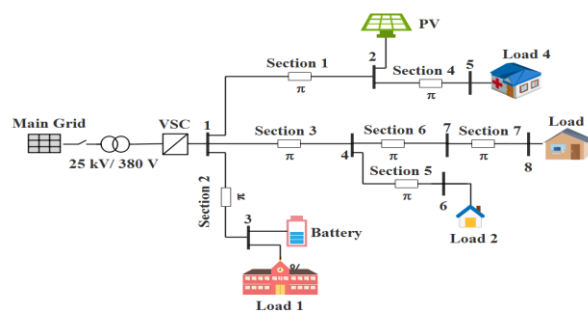 PV
Section 1
2
Section 4
5
Load 4
π
π
Main Grid
VSC
1
Section 3
Section 6
7
Section 7
Load
25 kV/ 380 V
π
4
π
π
8
Section 2
π
Section 5
π
6
3
Battery
Load 2
%
Load 1